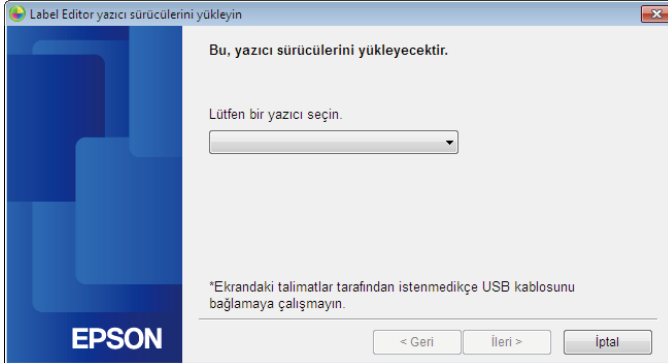 Label Editor yazıcı sürücülerini yükleyin
Bu, yazıcı sürücülerini yükleyecektir.
Lütfen bir yazıcı seçin.
*Ekrandaki talimatlar tarafından istenmedikçe USB kablosunu
bağlamaya çalışmayın.
EPSON
< Geri
İleri >
İptal